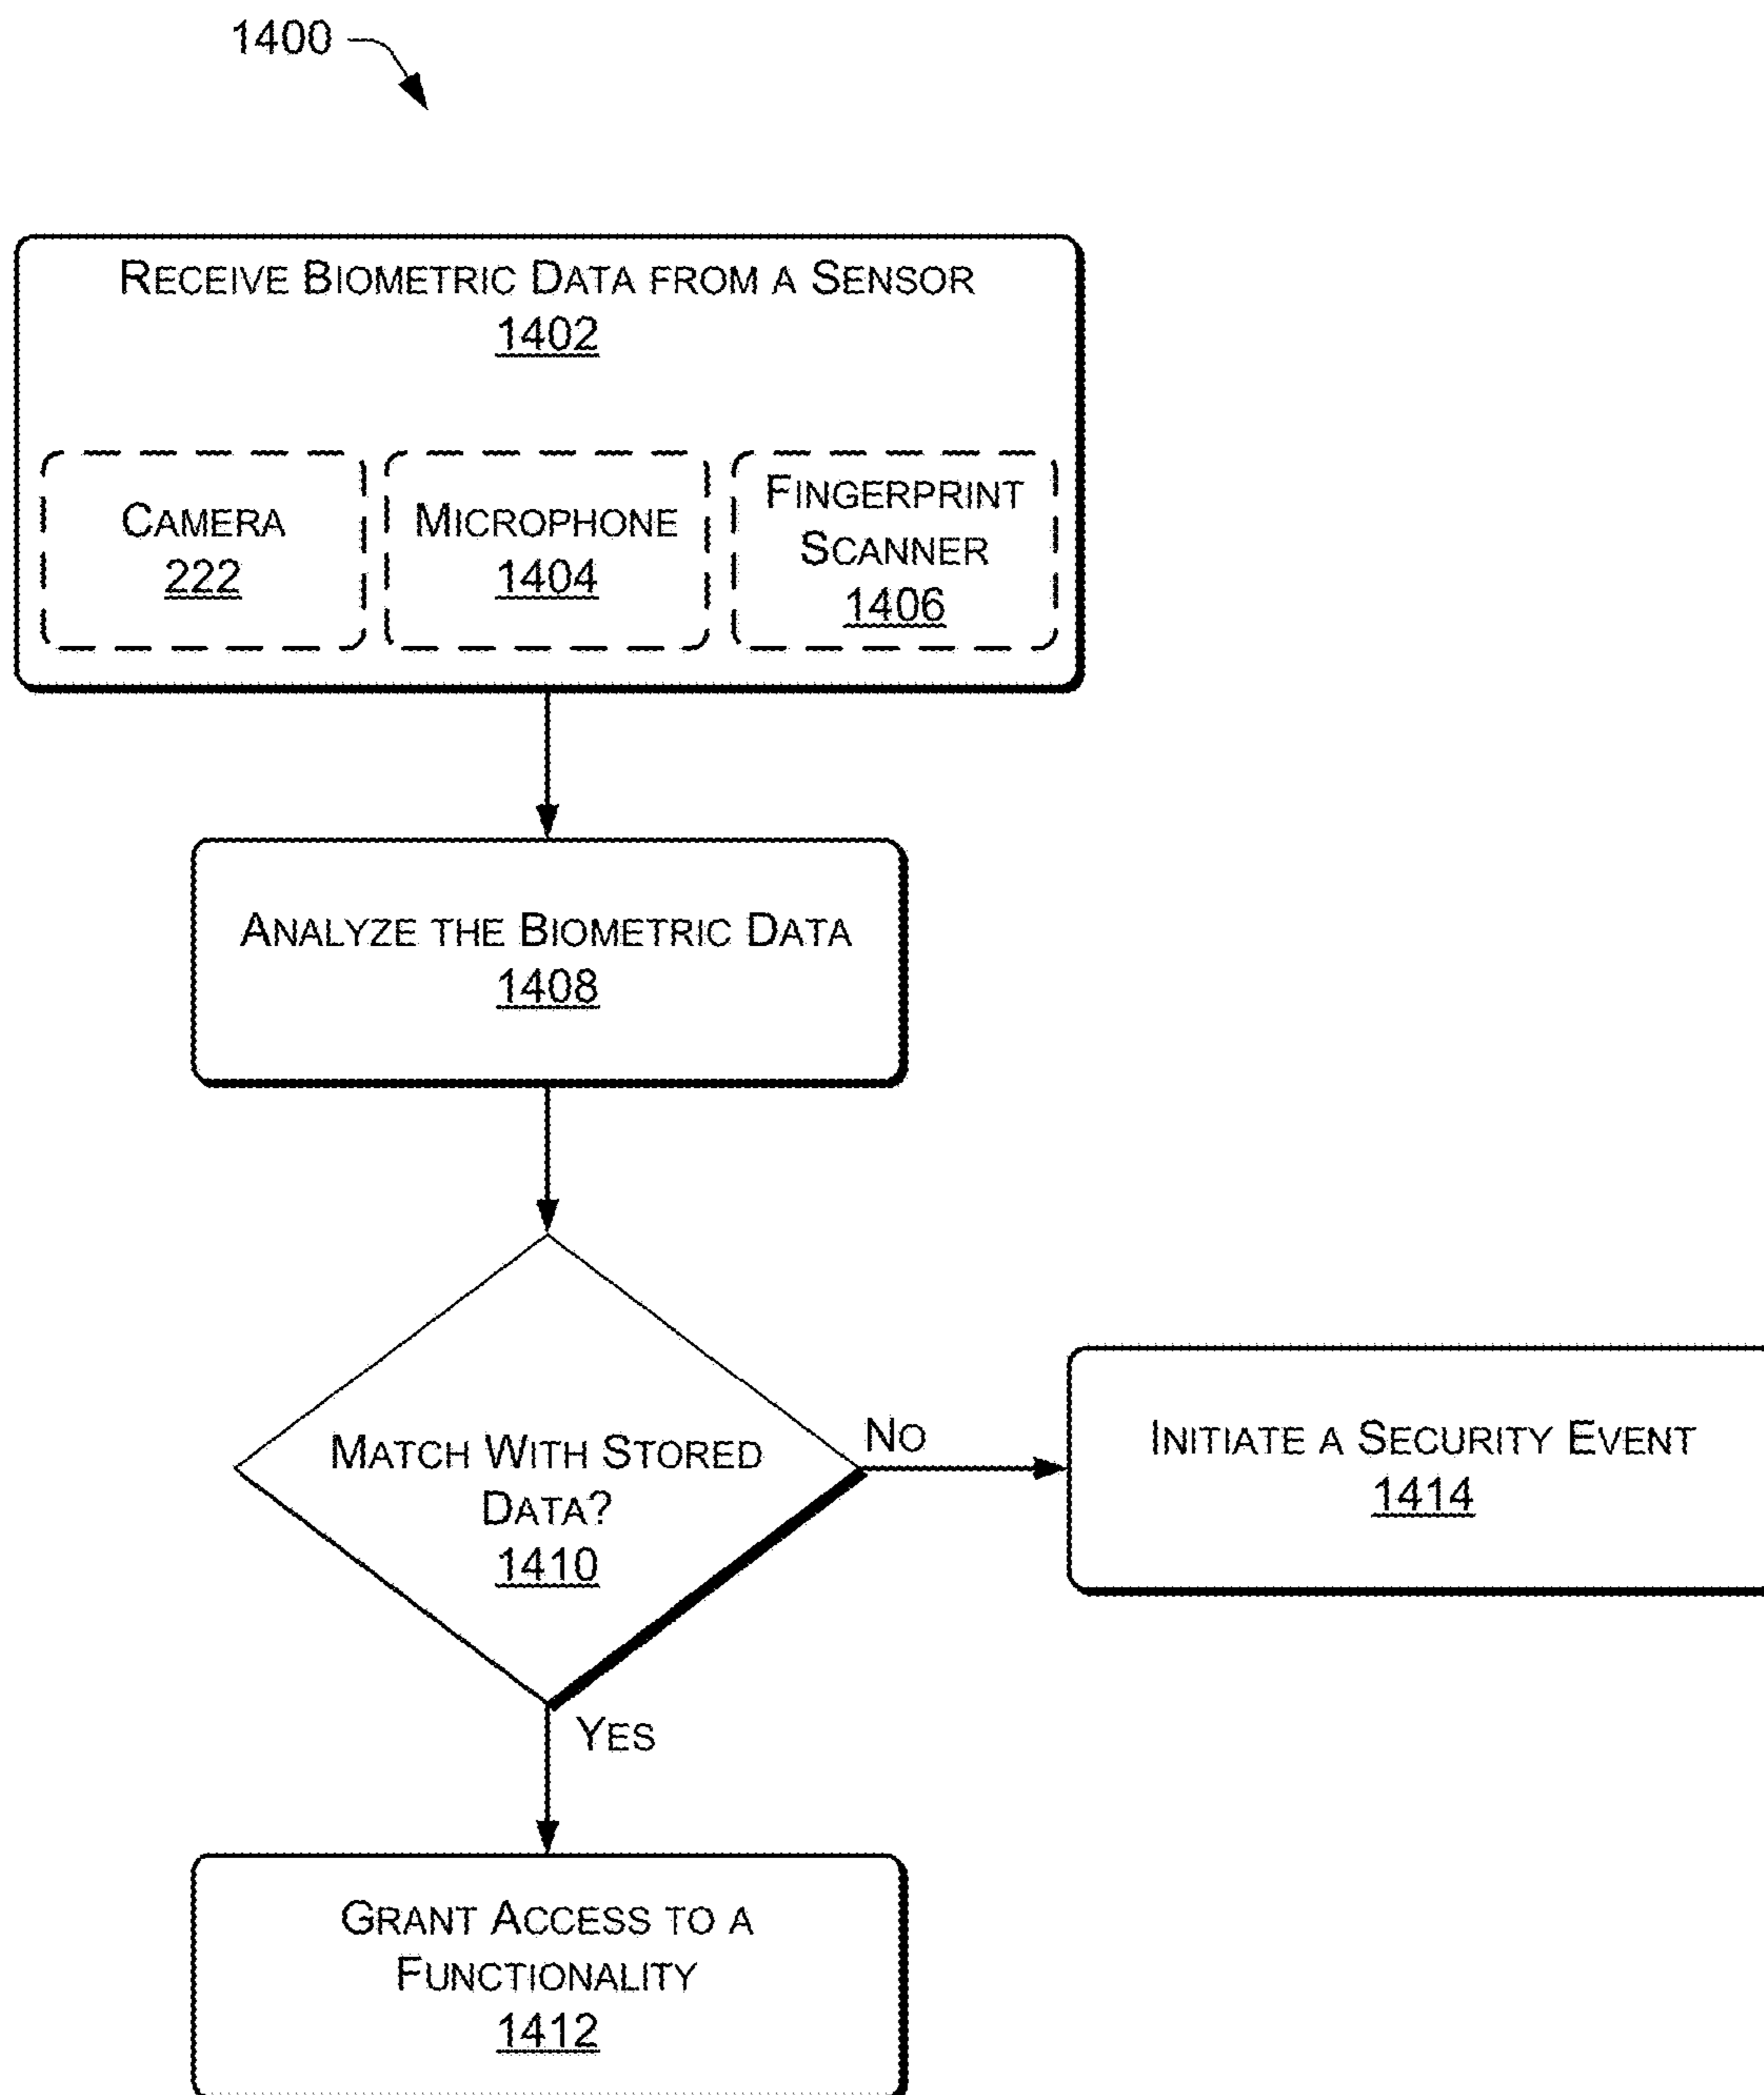 1400
RECEIVE BIOMETRIC DATA FROM A SENSOR
1402
CAMERA
222
MICROPHONE
1404
FINGERPRINT
SCANNER
1406
ANALYZE THE BIOMETRIC DATA
1408
MATCH WITH STORED
DATA?
1410
NO
INITIATE A SECURITY EVENT
1414
YES
GRANT ACCESS TO A
FUNCTIONALITY
1412